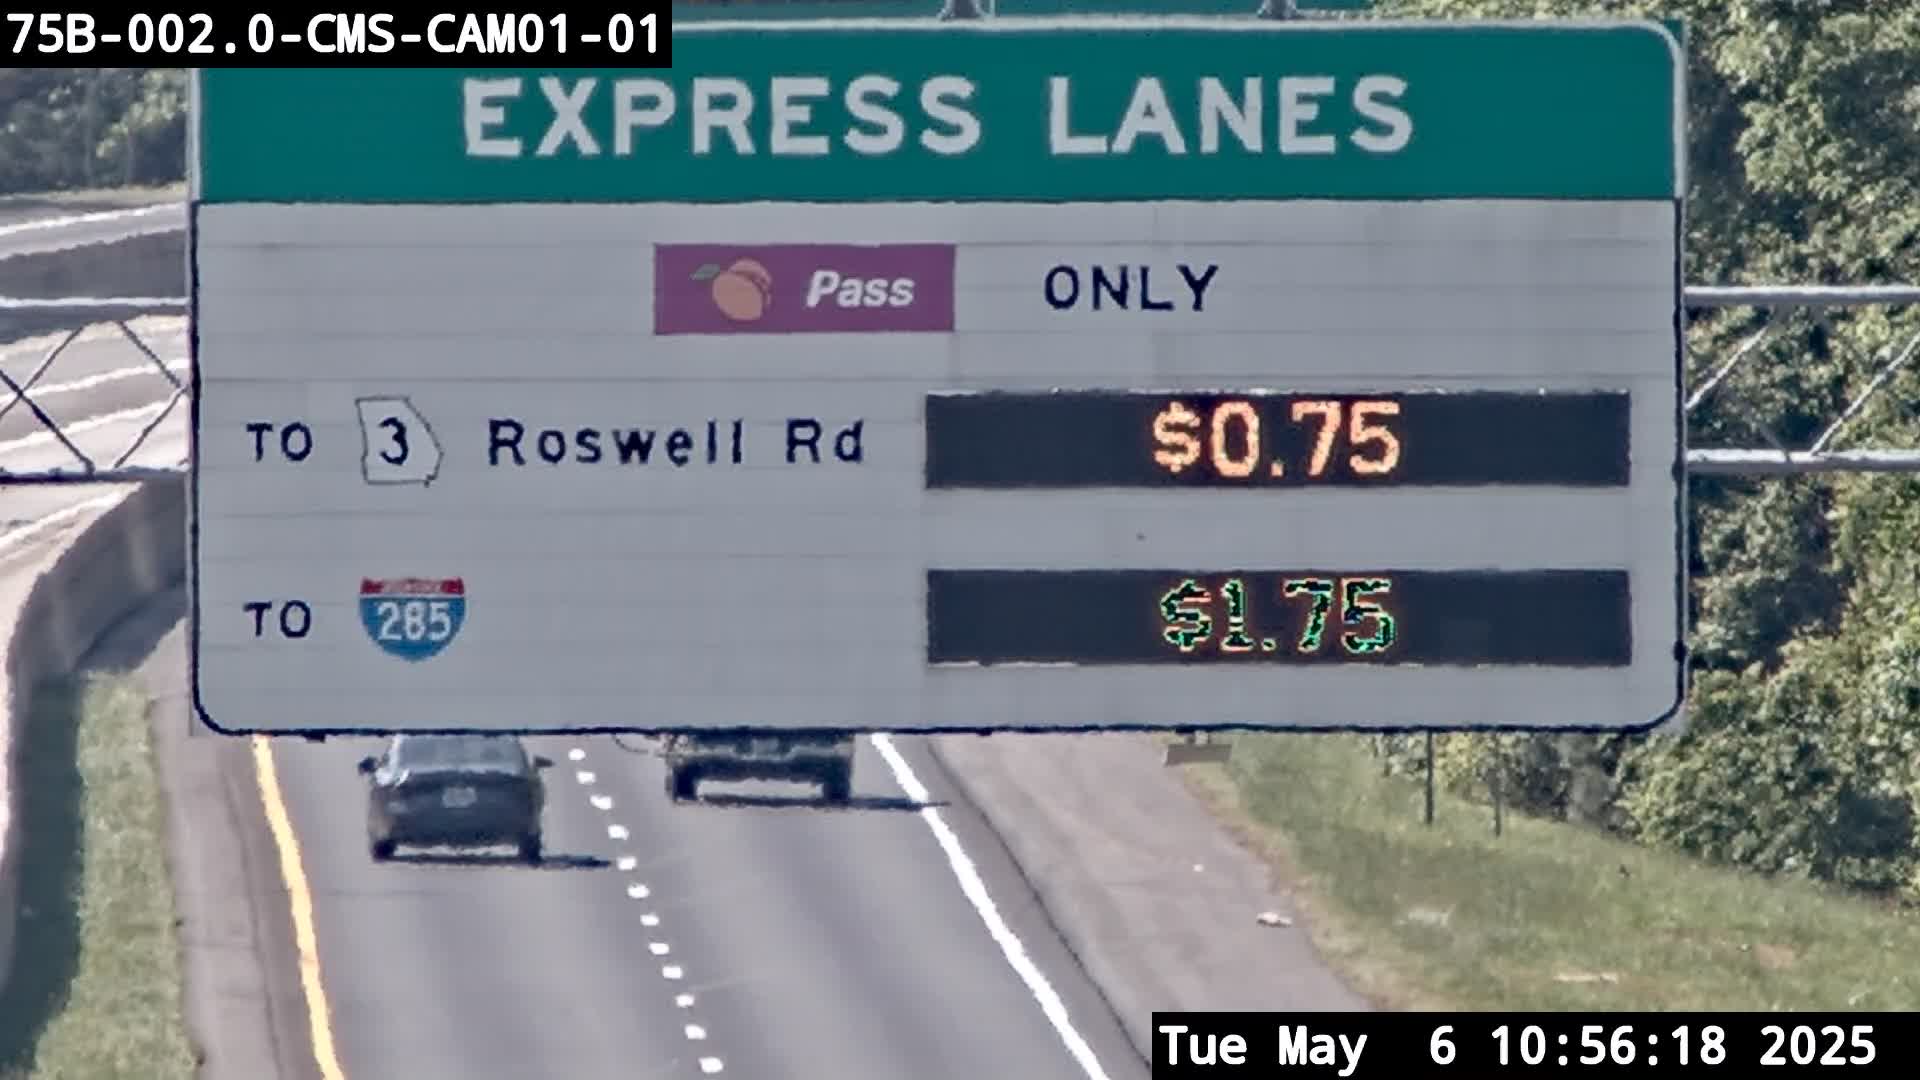 75B-002.0-CMS-CAM01-01
EXPRESS LANES
Pass ONLY
TO 3 Roswell Rd $0.75
TO 285 $1.75
Tue May 6 10:56:18 2025